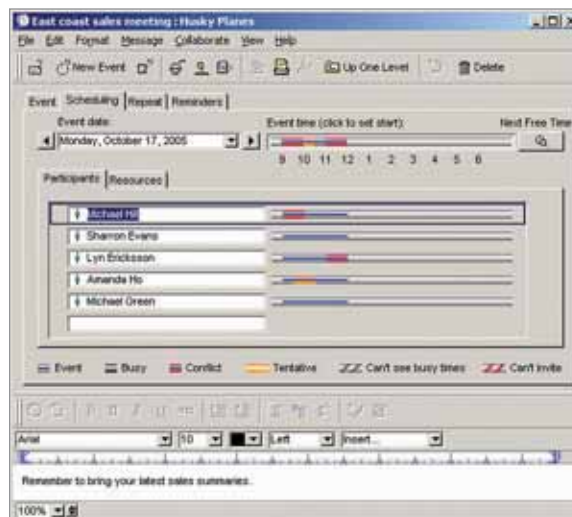 East coast sales meeting : Husky Planes
File Edit Format Message Collaborate View Help
New Event Up One Level Delete
Event Scheduling Repeat Reminders
Event date: Event time (click to set start): Next Free Time
Monday, October 17, 2005
9 10 11 12 1 2 3 4 5 6
Participants Resources
Michael Hill
Sharron Evans
Lyn Ericksson
Amanda Ho
Michael Green
Event Busy Conflict Tentative Can't see busy times Can't invite
Arial 10 Left Insert...
Remember to bring your latest sales summaries.
100%